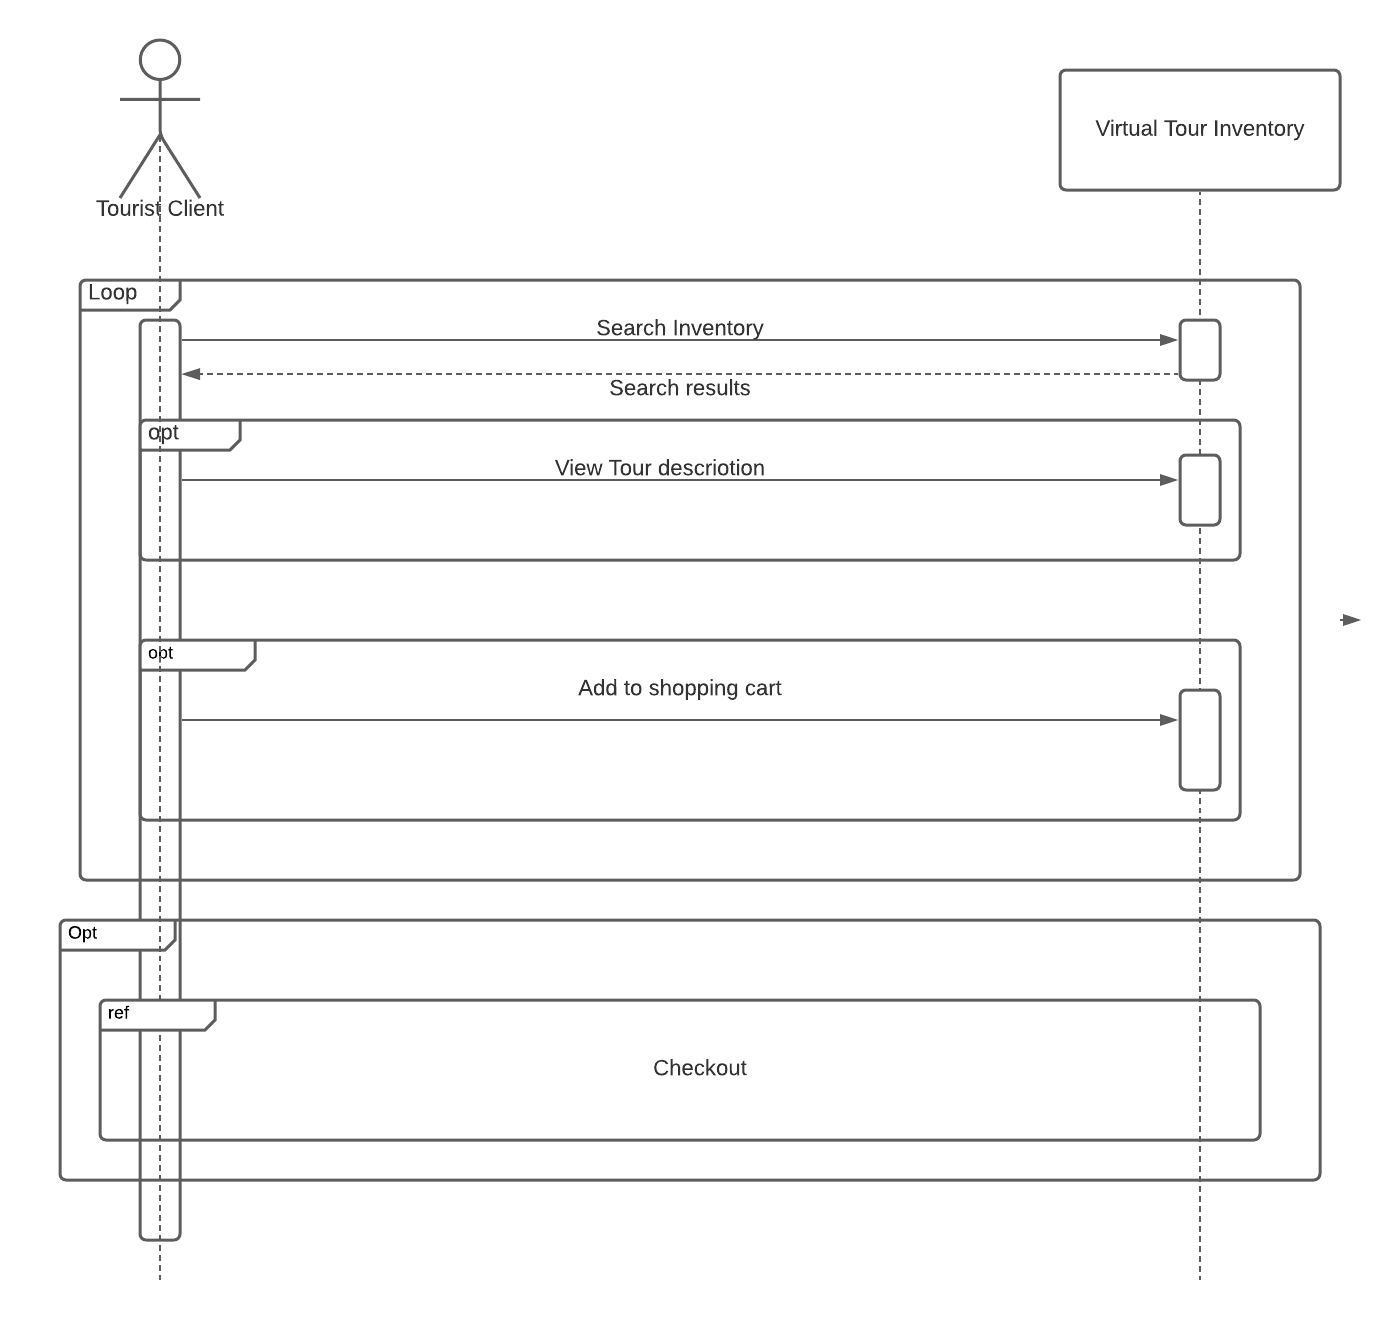 Virtual Tour Inventory
Tourist Client
Loop
Search Inventory
Search results
opt
View Tour descriotion
opt
Add to shopping cart
Opt
ref
Checkout